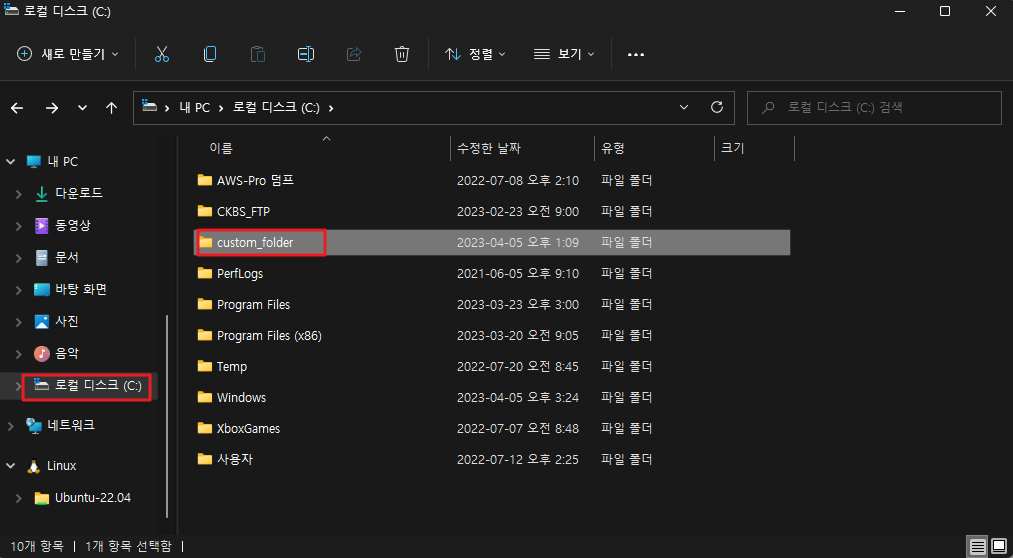 로컬 디스크 (C:)
새로 만들기 정렬 보기
내 PC 로컬 디스크 (C:) 로컬 디스크 (C:) 검색
이름 수정한 날짜 유형 크기
내 PC
다운로드
동영상
문서
바탕 화면
사진
음악
로컬 디스크 (C:)
네트워크
Linux
Ubuntu-22.04
AWS-Pro 덤프 2022-07-08 오후 2:10 파일 폴더
CKBS_FTP 2023-02-23 오전 9:00 파일 폴더
custom_folder 2023-04-05 오후 1:09 파일 폴더
PerfLogs 2021-06-05 오후 9:10 파일 폴더
Program Files 2023-03-23 오후 3:00 파일 폴더
Program Files (x86) 2023-03-20 오전 9:05 파일 폴더
Temp 2022-07-20 오전 8:45 파일 폴더
Windows 2023-04-05 오후 3:24 파일 폴더
XboxGames 2022-07-07 오전 8:48 파일 폴더
사용자 2022-07-12 오후 2:25 파일 폴더
10개 항목 1개 항목 선택함